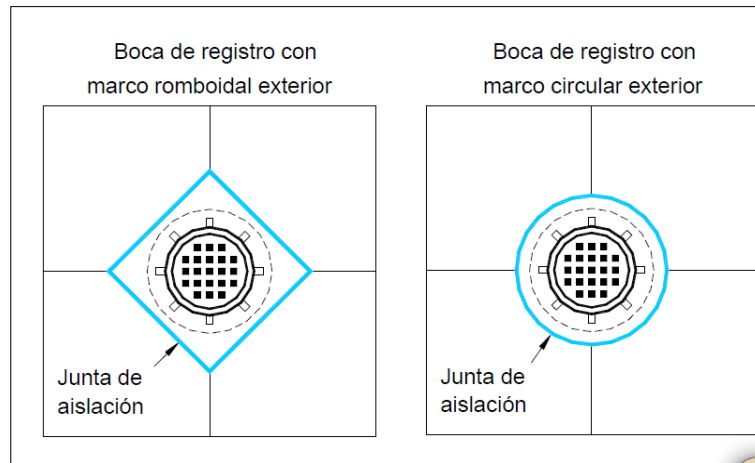 Boca de registro con
marco romboidal exterior
Junta de
aislación
Boca de registro con
marco circular exterior
Junta de
aislación